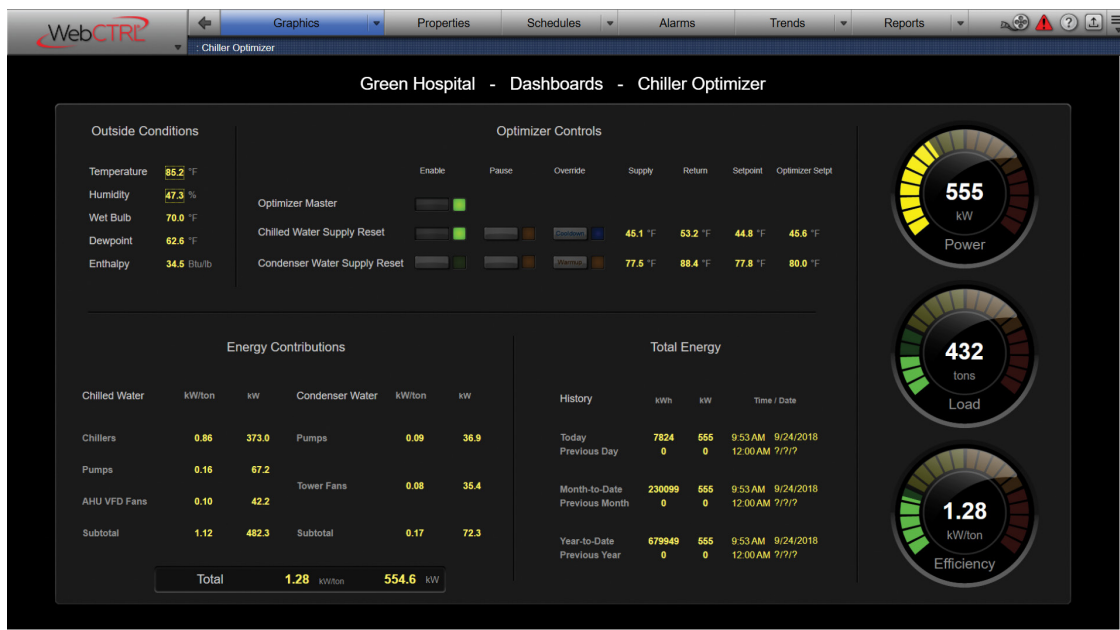 WebCTRL
Graphics Properties Schedules Alarms Trends Reports
: Chiller Optimizer
Green Hospital - Dashboards - Chiller Optimizer
Outside Conditions
Temperature 85.2 °F
Humidity 47.3 %
Wet Bulb 70.0 °F
Dewpoint 62.6 °F
Enthalpy 34.5 Btu/lb
Optimizer Controls
Enable Pause Override Supply Return Setpoint Optimizer Setpt
Optimizer Master
Chilled Water Supply Reset Cooldown 45.1 °F 53.2 °F 44.8 °F 45.6 °F
Condenser Water Supply Reset Warmup 77.5 °F 88.4 °F 77.8 °F 80.0 °F
555
kW
Power
432
tons
Load
1.28
kW/ton
Efficiency
Energy Contributions
Chilled Water kW/ton kW Condenser Water kW/ton kW
Chillers 0.86 373.0 Pumps 0.09 36.9
Pumps 0.16 67.2
Tower Fans 0.08 35.4
AHU VFD Fans 0.10 42.2
Subtotal 1.12 482.3 Subtotal 0.17 72.3
Total 1.28 kW/ton 554.6 kW
Total Energy
History kWh kW Time / Date
Today 7824 555 9:53 AM 9/24/2018
Previous Day 0 0 12:00 AM ?/?/?
Month-to-Date 230099 555 9:53 AM 9/24/2018
Previous Month 0 0 12:00 AM ?/?/?
Year-to-Date 679949 555 9:53 AM 9/24/2018
Previous Year 0 0 12:00 AM ?/?/?